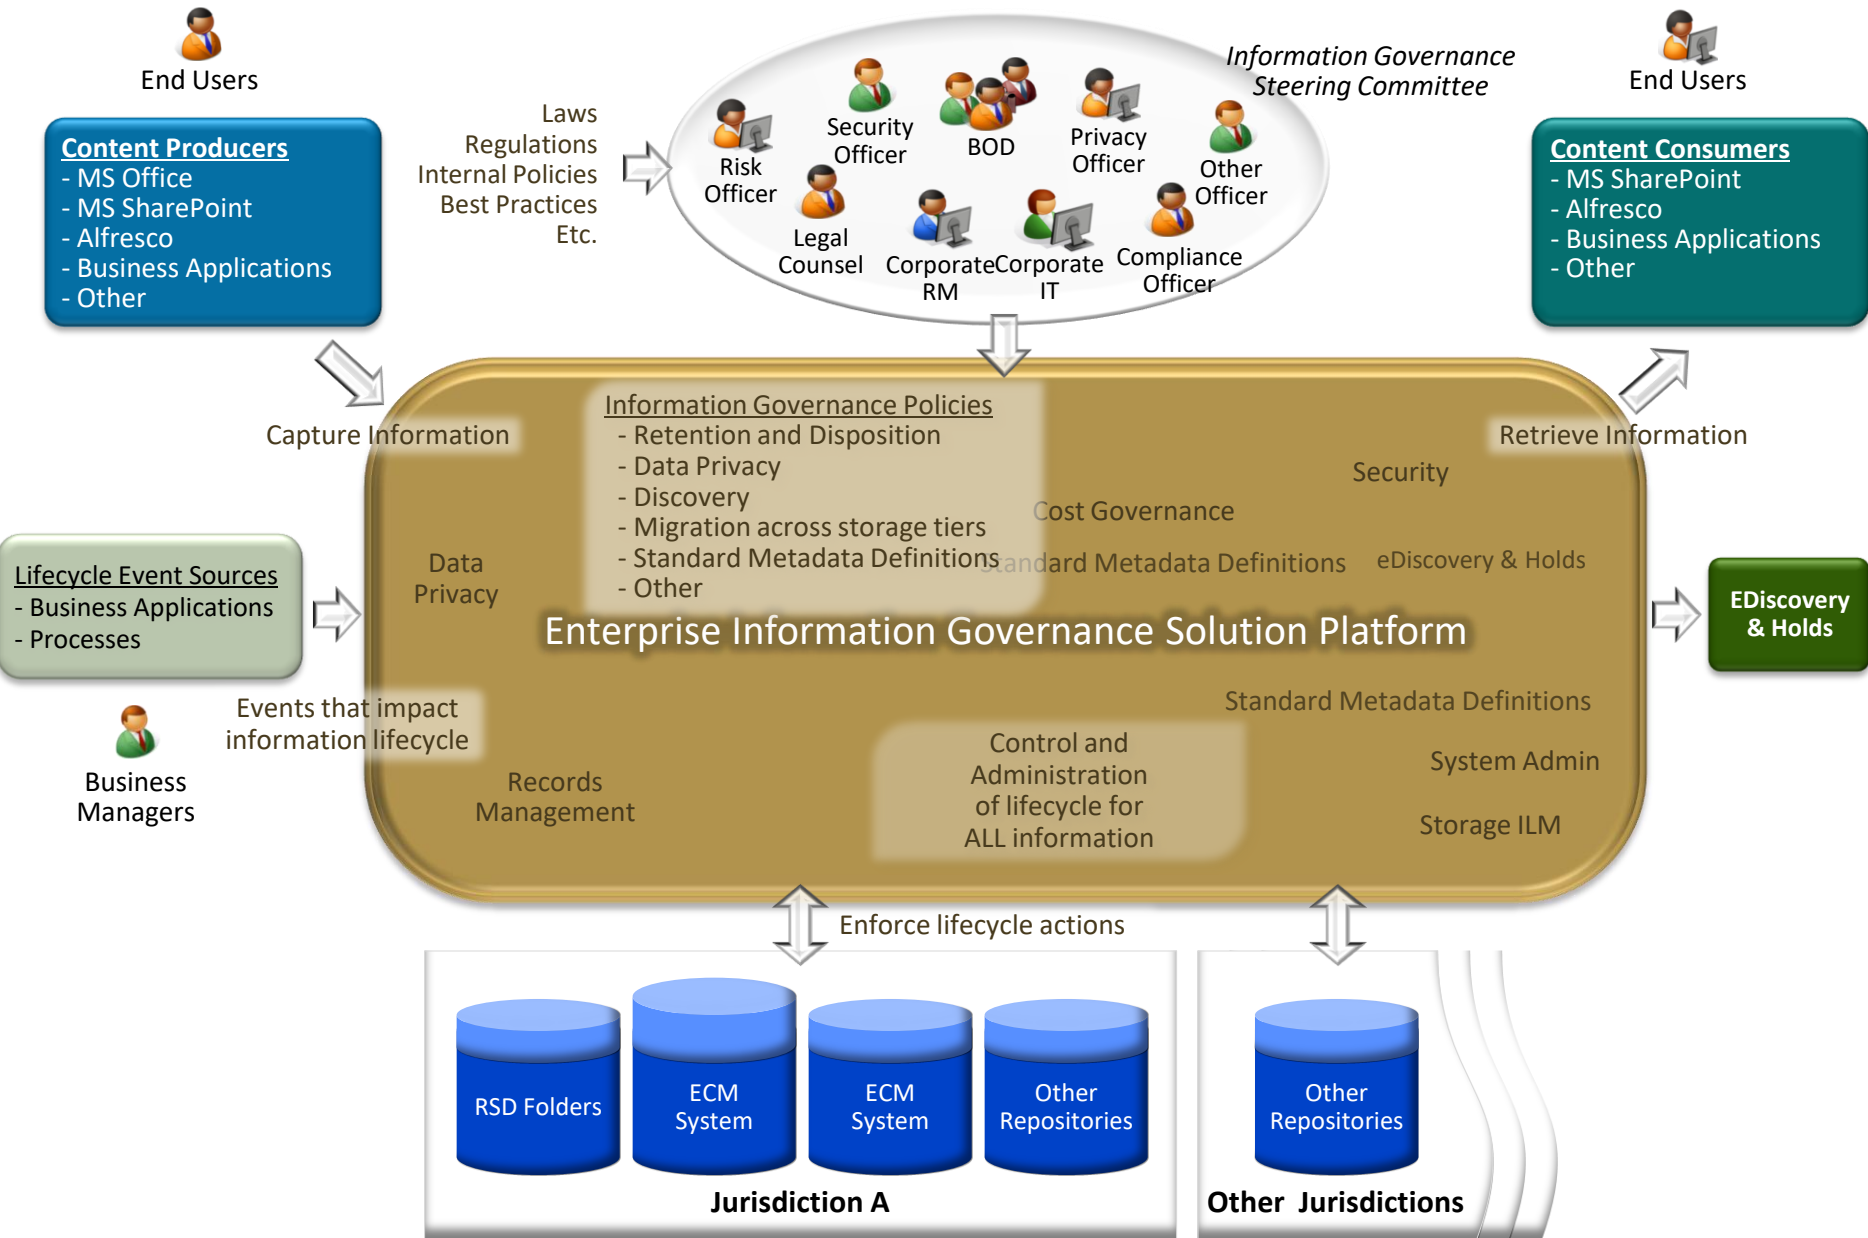 End Users
Content Producers
- MS Office
- MS SharePoint
- Alfresco
- Business Applications
- Other
Laws
Regulations
Internal Policies
Best Practices
Etc.
Information Governance
Steering Committee
Risk
Officer
Security
Officer
BOD
Privacy
Officer
Other
Officer
Legal
Counsel
Corporate
RM
Corporate
IT
Compliance
Officer
End Users
Content Consumers
- MS SharePoint
- Alfresco
- Business Applications
- Other
Capture Information
Information Governance Policies
- Retention and Disposition
- Data Privacy
- Discovery
- Migration across storage tiers
- Standard Metadata Definitions
- Other
Retrieve Information
Security
Cost Governance
Standard Metadata Definitions
eDiscovery & Holds
Data
Privacy
Lifecycle Event Sources
- Business Applications
- Processes
Enterprise Information Governance Solution Platform
EDiscovery
& Holds
Events that impact
information lifecycle
Business
Managers
Records
Management
Control and
Administration
of lifecycle for
ALL information
Standard Metadata Definitions
System Admin
Storage ILM
Enforce lifecycle actions
RSD Folders
ECM
System
ECM
System
Other
Repositories
Other
Repositories
Jurisdiction A
Other Jurisdictions